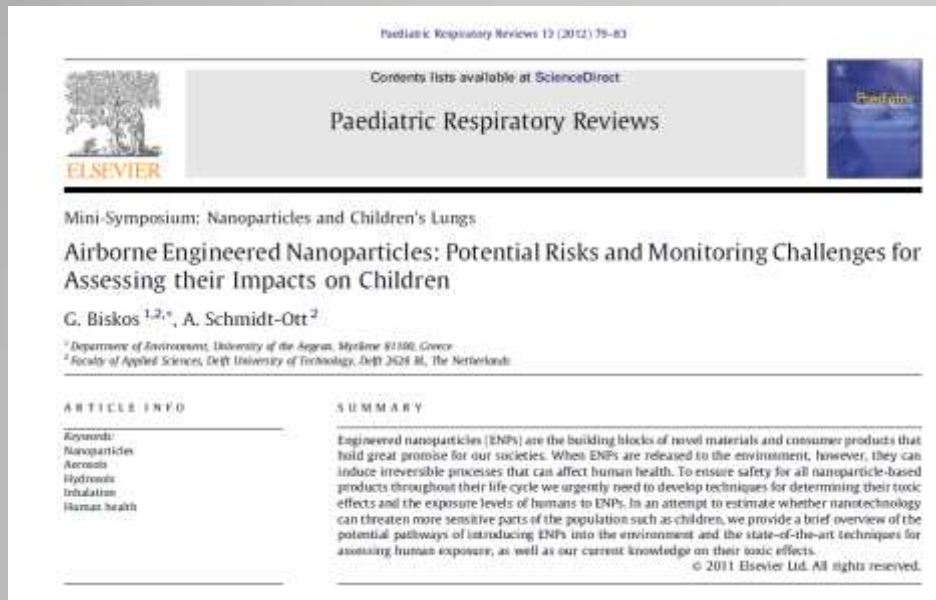 Paediatric Respiratory Reviews 13 (2012) 79–83
Contents lists available at ScienceDirect
Paediatric Respiratory Reviews
ELSEVIER
Mini-Symposium: Nanoparticles and Children's Lungs
Airborne Engineered Nanoparticles: Potential Risks and Monitoring Challenges for
Assessing their Impacts on Children
G. Biskos 1,2,*, A. Schmidt-Ott 2
1 Department of Environment, University of the Aegean, Mytilene 81100, Greece
2 Faculty of Applied Sciences, Delft University of Technology, Delft 2628 BL, The Netherlands
ARTICLE INFO
Keywords:
Nanoparticles
Aerosols
Hydrosols
Inhalation
Human health
SUMMARY
Engineered nanoparticles (ENPs) are the building blocks of novel materials and consumer products that
hold great promise for our societies. When ENPs are released to the environment, however, they can
induce irreversible processes that can affect human health. To ensure safety for all nanoparticle-based
products throughout their life cycle we urgently need to develop techniques for determining their toxic
effects and the exposure levels of humans to ENPs. In an attempt to estimate whether nanotechnology
can threaten more sensitive parts of the population such as children, we provide a brief overview of the
potential pathways of introducing ENPs into the environment and the state-of-the-art techniques for
assessing human exposure, as well as our current knowledge on their toxic effects.
© 2011 Elsevier Ltd. All rights reserved.